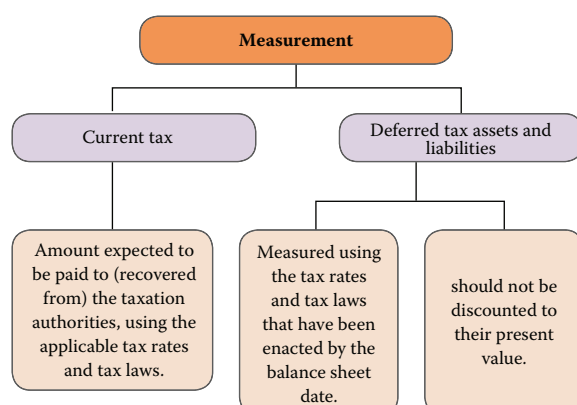 Measurement
Current tax
Deferred tax assets and
liabilities
Amount expected to
be paid to (recovered
from) the taxation
authorities, using the
applicable tax rates
and tax laws.
Measured using
the tax rates
and tax laws
that have been
enacted by the
balance sheet
date.
should not be
discounted to
their present
value.